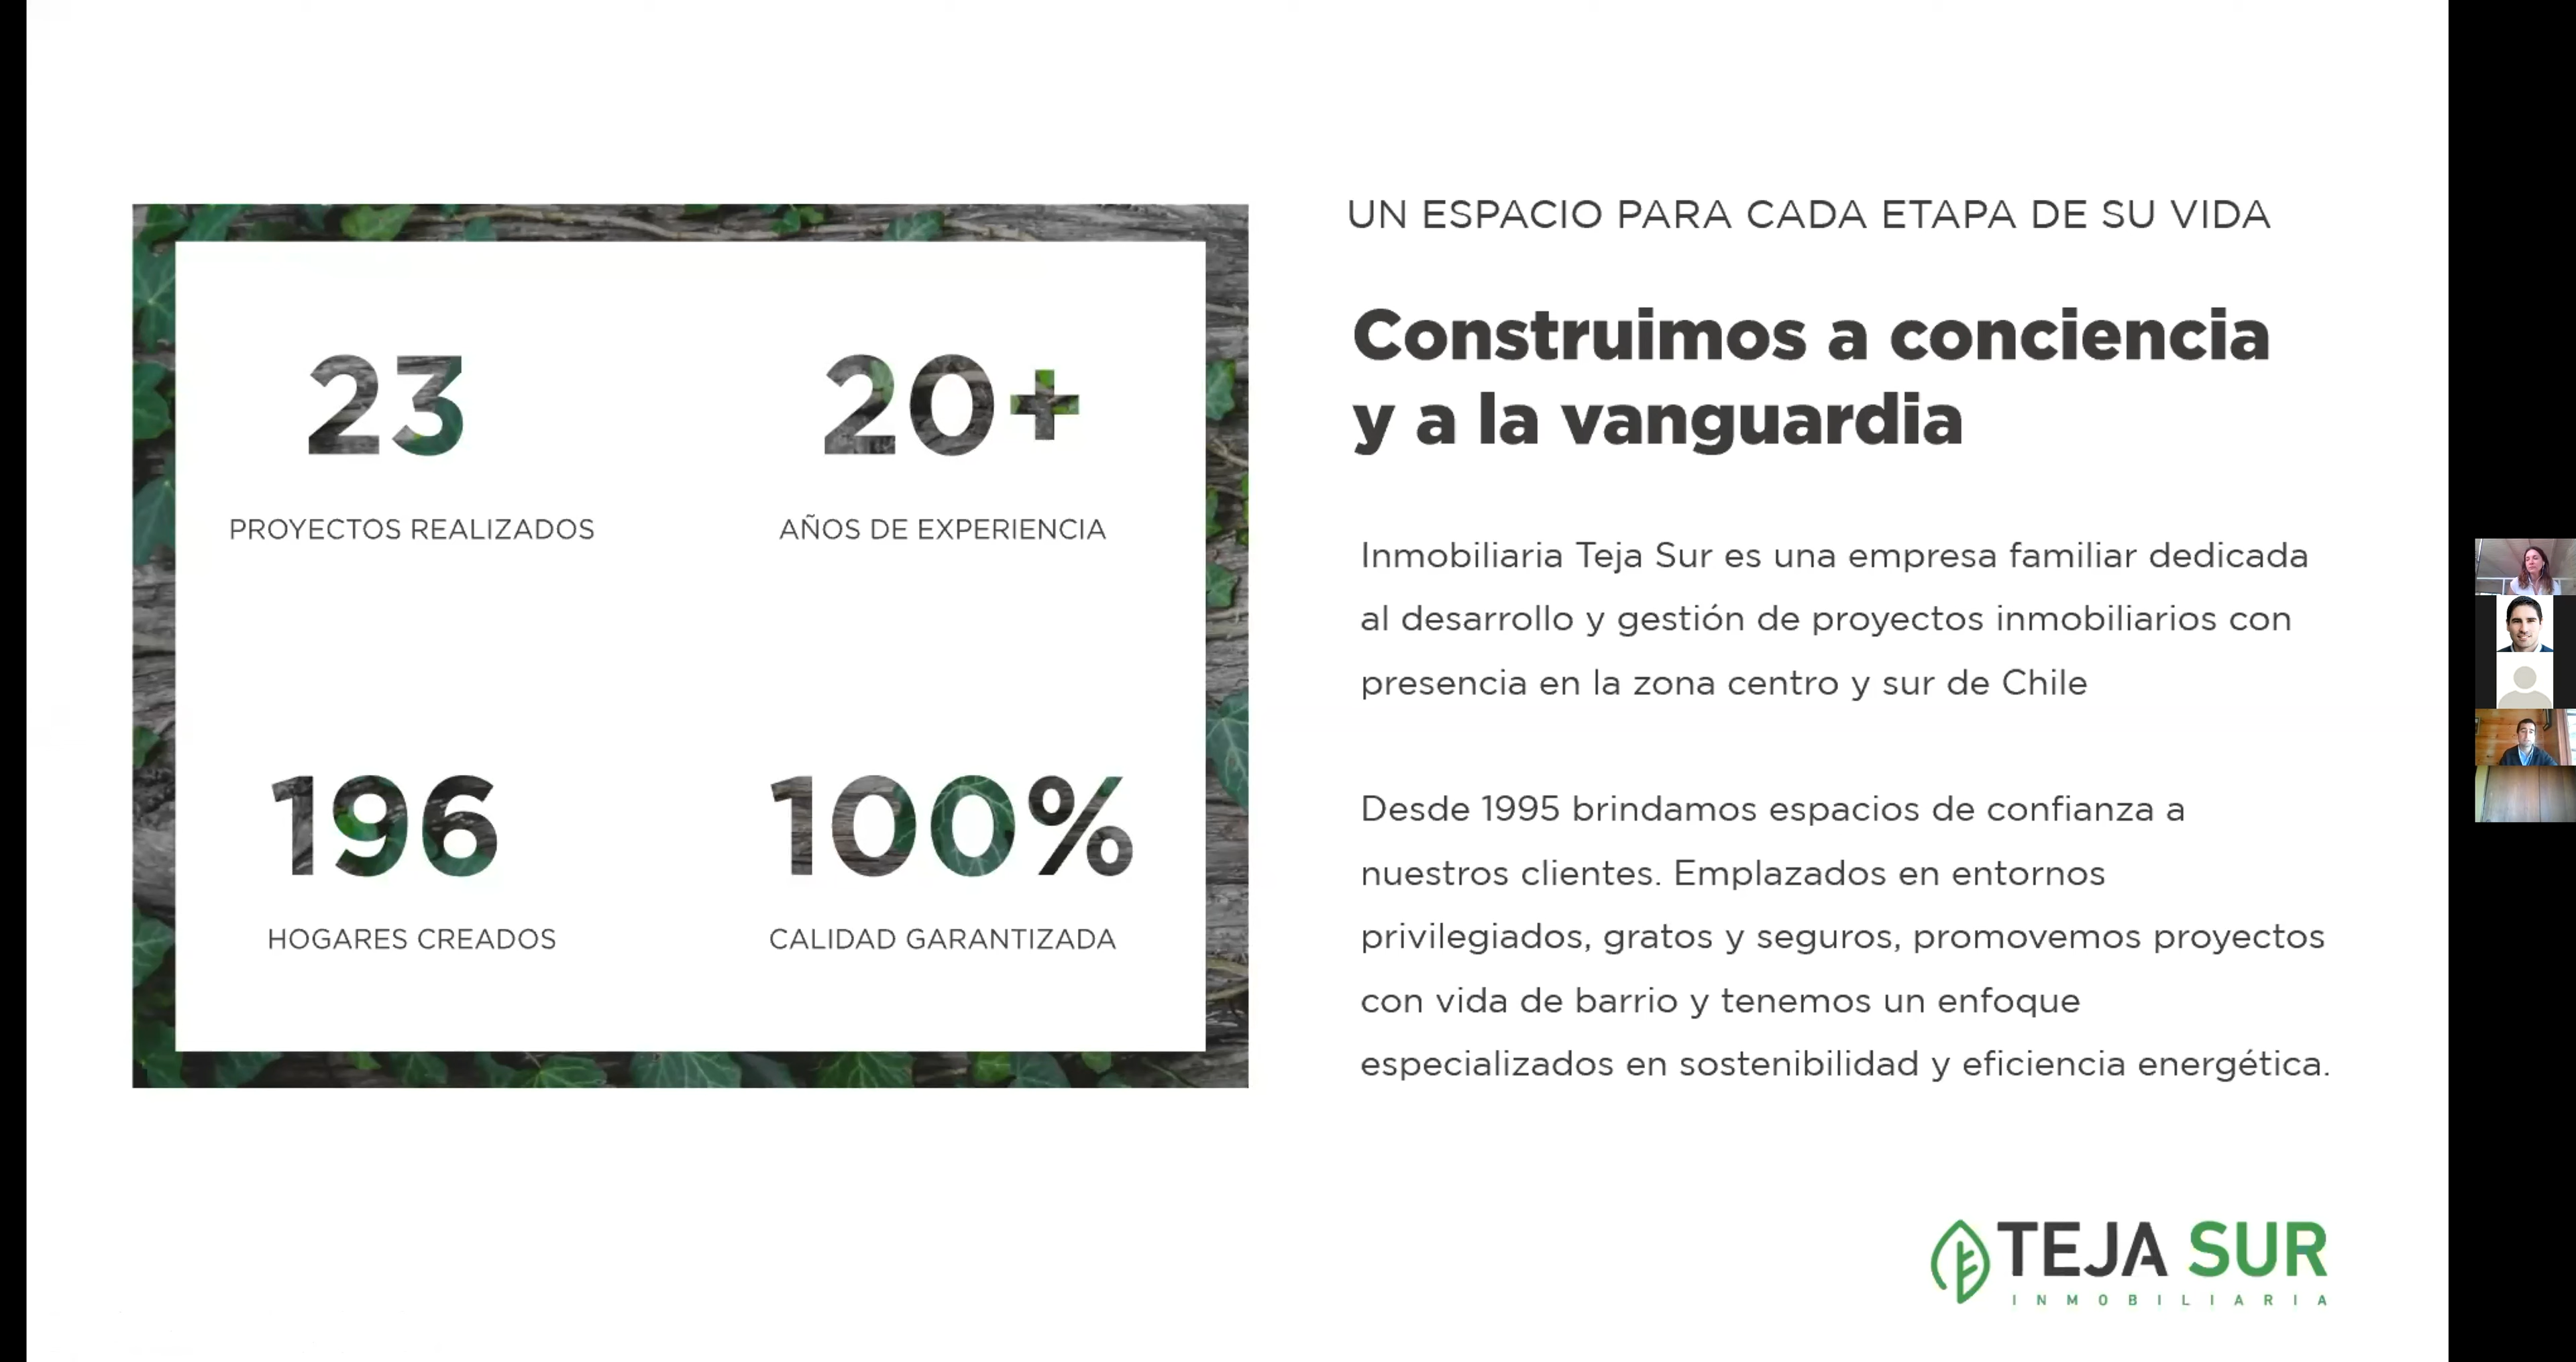 23
PROYECTOS REALIZADOS
20+
AÑOS DE EXPERIENCIA
196
HOGARES CREADOS
100%
CALIDAD GARANTIZADA
UN ESPACIO PARA CADA ETAPA DE SU VIDA
Construimos a conciencia
y a la vanguardia
Inmobiliaria Teja Sur es una empresa familiar dedicada
al desarrollo y gestión de proyectos inmobiliarios con
presencia en la zona centro y sur de Chile
Desde 1995 brindamos espacios de confianza a
nuestros clientes. Emplazados en entornos
privilegiados, gratos y seguros, promovemos proyectos
con vida de barrio y tenemos un enfoque
especializados en sostenibilidad y eficiencia energética.
TEJA SUR
INMOBILIARIA